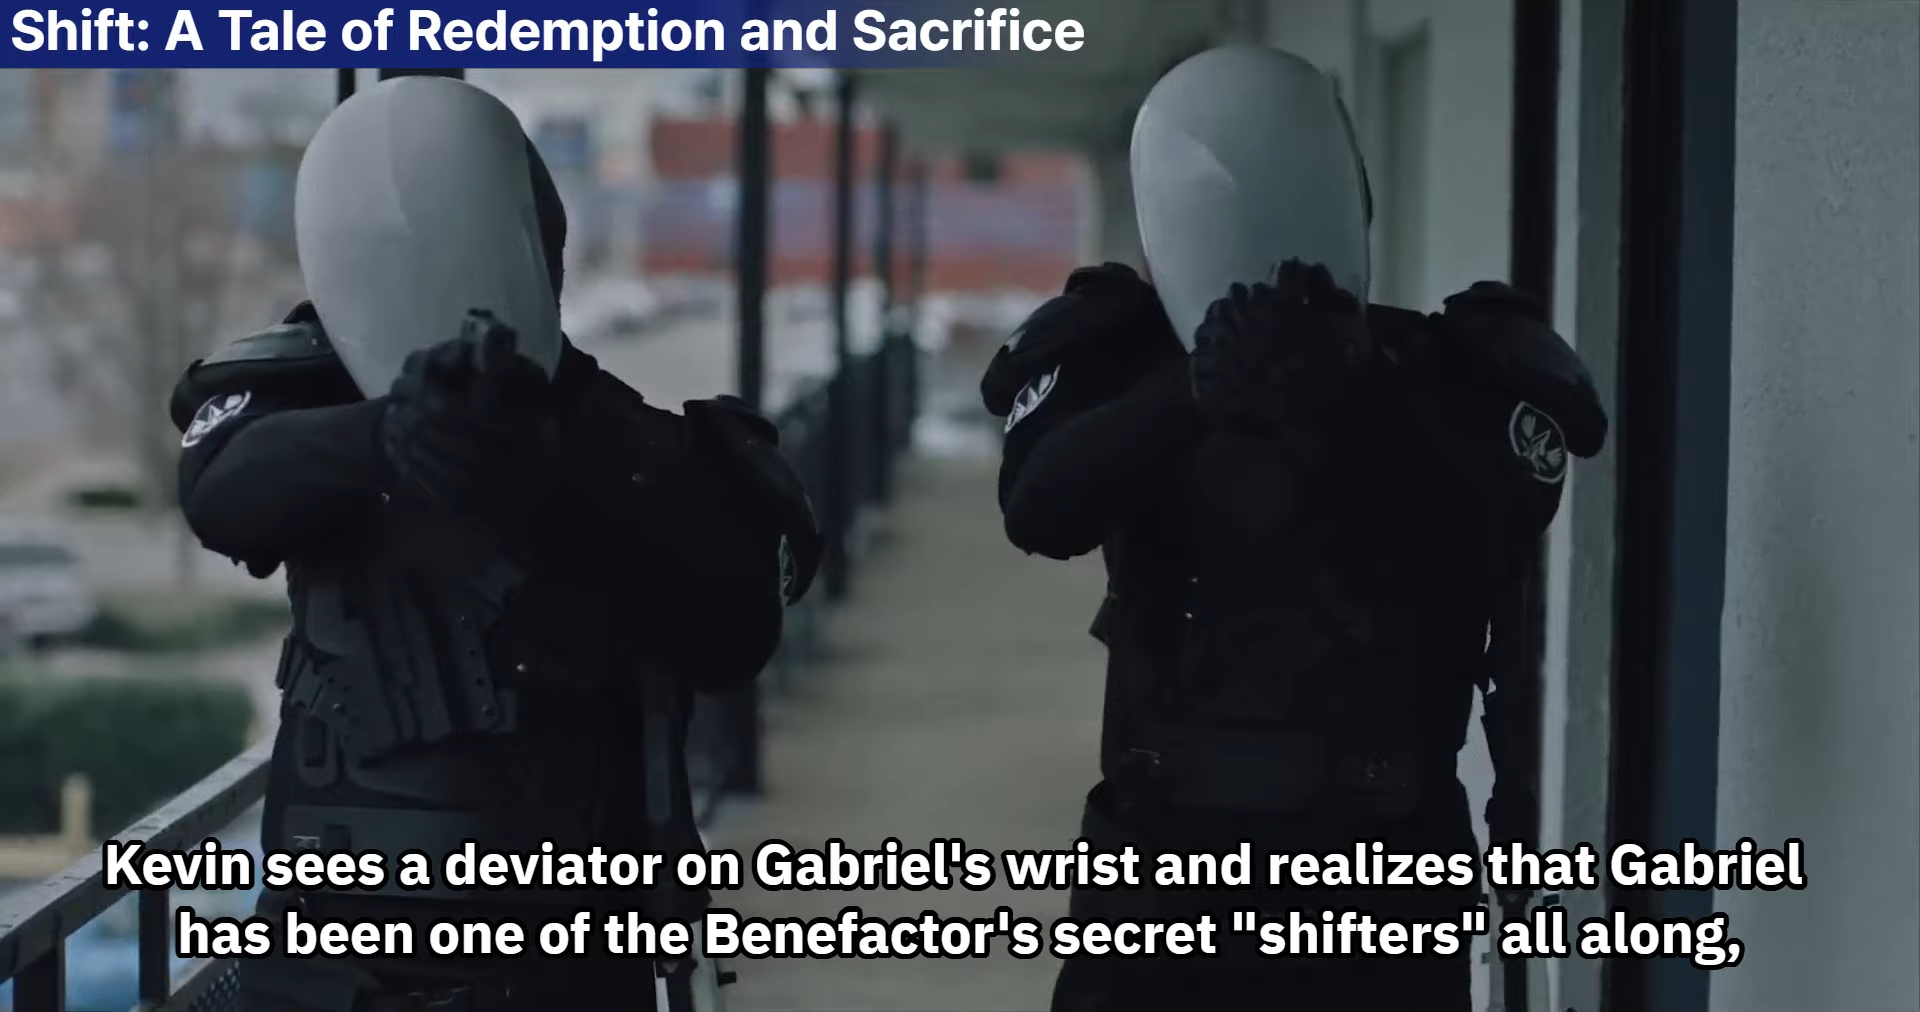 Shift: A Tale of Redemption and Sacrifice
Kevin sees a deviator on Gabriel's wrist and realizes that Gabriel
has been one of the Benefactor's secret "shifters" all along,